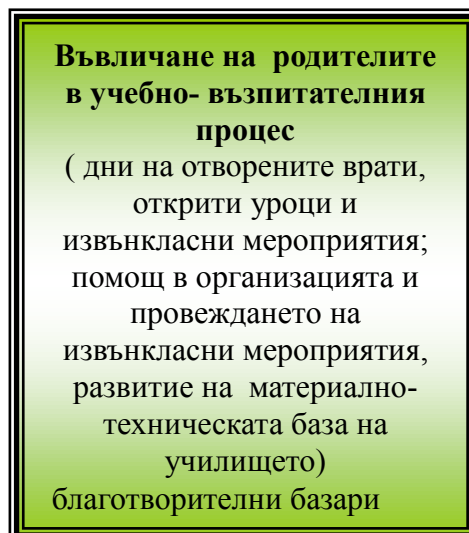 Въвличане на родителите
в учебно- възпитателния
процес
( дни на отворените врати,
открити уроци и
извънкласни мероприятия;
помощ в организацията и
провеждането на
извънкласни мероприятия,
развитие на материално-
техническата база на
училището)
благотворителни базари